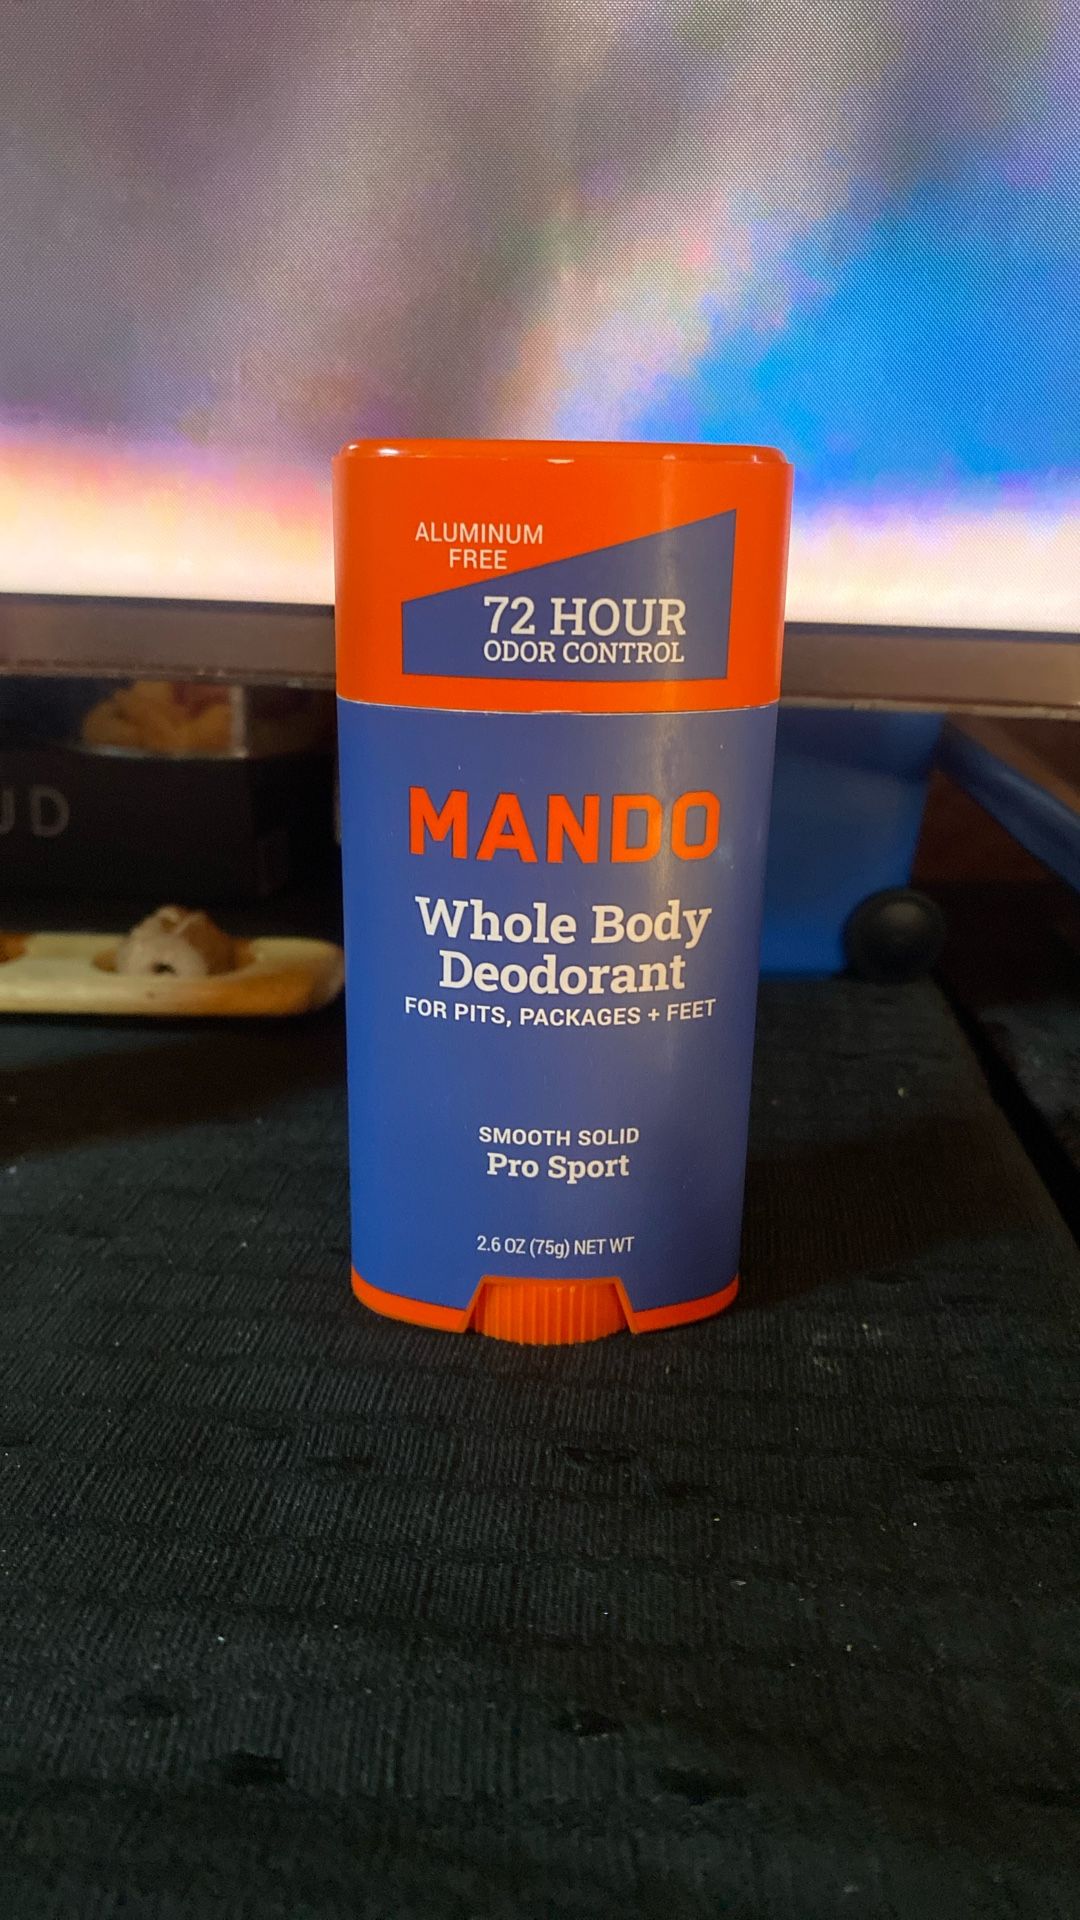 ALUMINUM
FREE
72 HOUR
ODOR CONTROL
MANDO
Whole Body
Deodorant
FOR PITS, PACKAGES + FEET
SMOOTH SOLID
Pro Sport
2.6 OZ (75g) NET WT